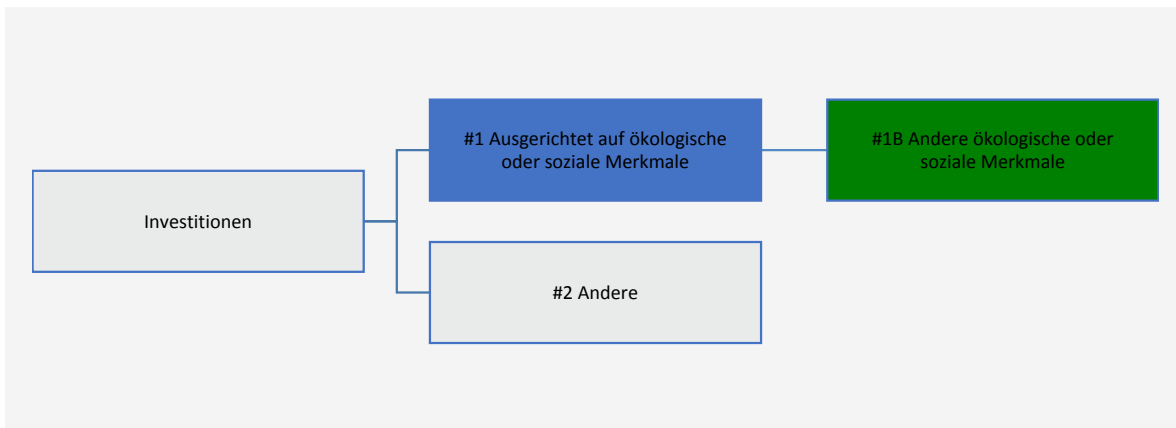 #1 Ausgerichtet auf ökologische
oder soziale Merkmale
#1B Andere ökologische oder
soziale Merkmale
Investitionen
#2 Andere